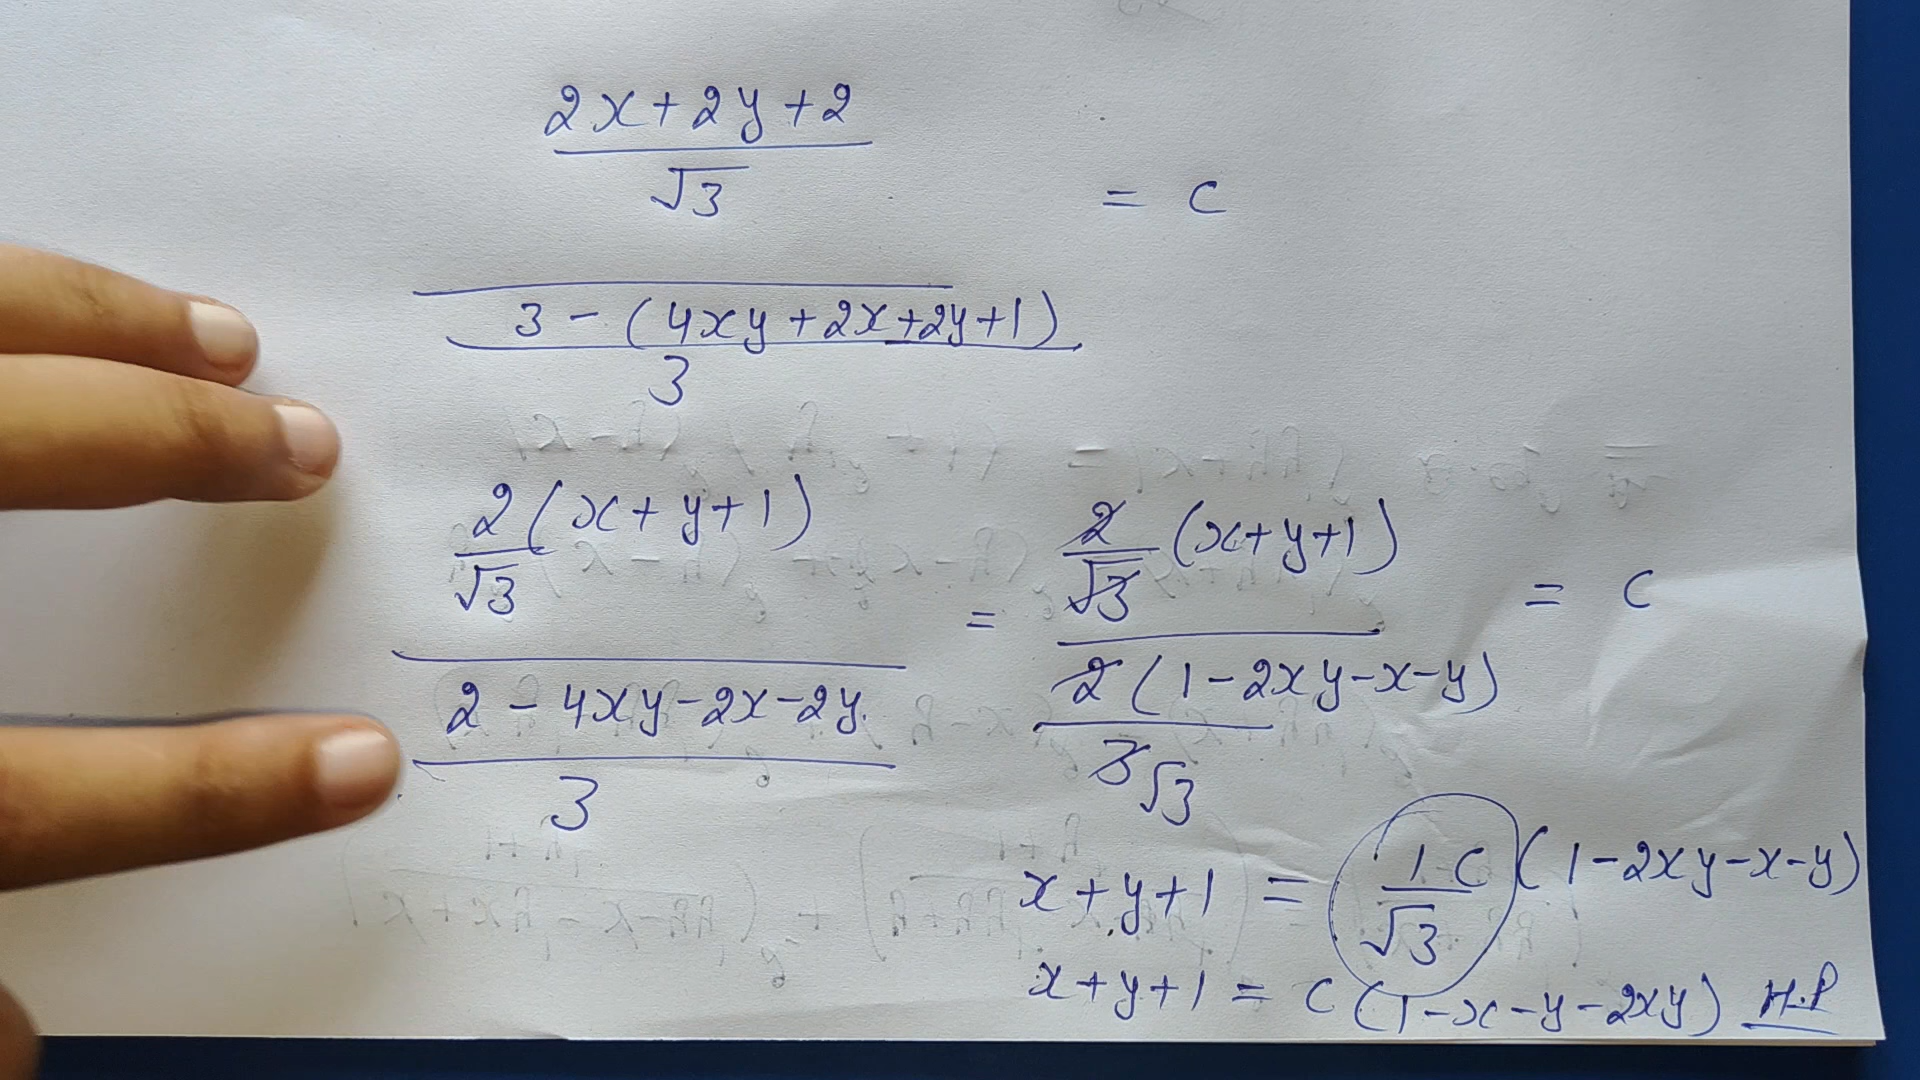 2x+2y+2
√3
= c
3-(4xy+2x+2y+1)
3
2/√3 (x+y+1) = 2/√3 (x+y+1) = c
2-4xy-2x-2y 2(1-2xy-x-y)
3 3√3
x+y+1 = 1/√3 c (1-2xy-x-y)
x+y+1 = c(1-x-y-2xy) H.P